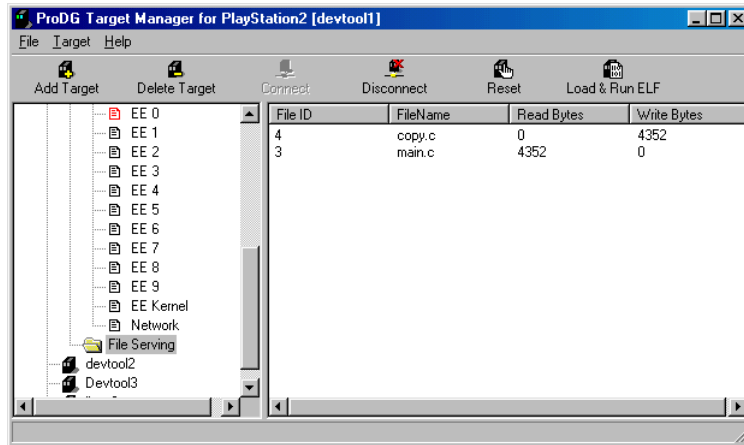 ProDG Target Manager for PlayStation2 [devtool1]
File Target Help
Add Target Delete Target Connect Disconnect Reset Load & Run ELF
EE 0
EE 1
EE 2
EE 3
EE 4
EE 5
EE 6
EE 7
EE 8
EE 9
EE Kernel
Network
File Serving
devtool2
Devtool3
File ID FileName Read Bytes Write Bytes
4 copy.c 0 4352
3 main.c 4352 0